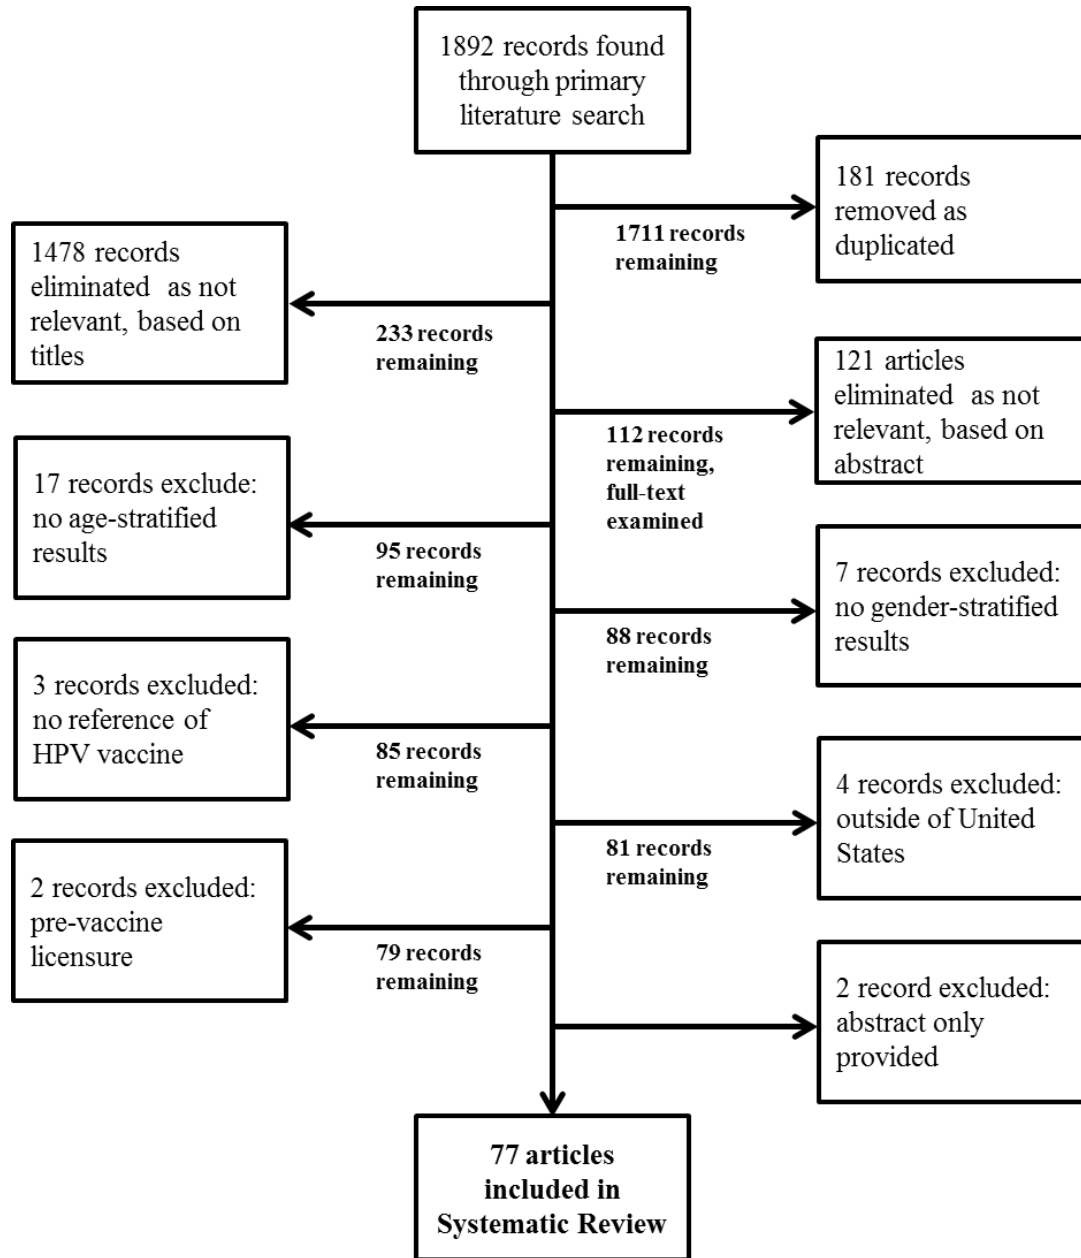 1892 records found
through primary
literature search
181 records
removed as
duplicated
1711 records
remaining
1478 records
eliminated as not
relevant, based on
titles
233 records
remaining
121 articles
eliminated as not
relevant, based on
abstract
112 records
remaining,
full-text
examined
17 records exclude:
no age-stratified
results
95 records
remaining
7 records excluded:
no gender-stratified
results
88 records
remaining
3 records excluded:
no reference of
HPV vaccine
85 records
remaining
4 records excluded:
outside of United
States
81 records
remaining
2 records excluded:
pre-vaccine
licensure
79 records
remaining
2 record excluded:
abstract only
provided
77 articles
included in
Systematic Review